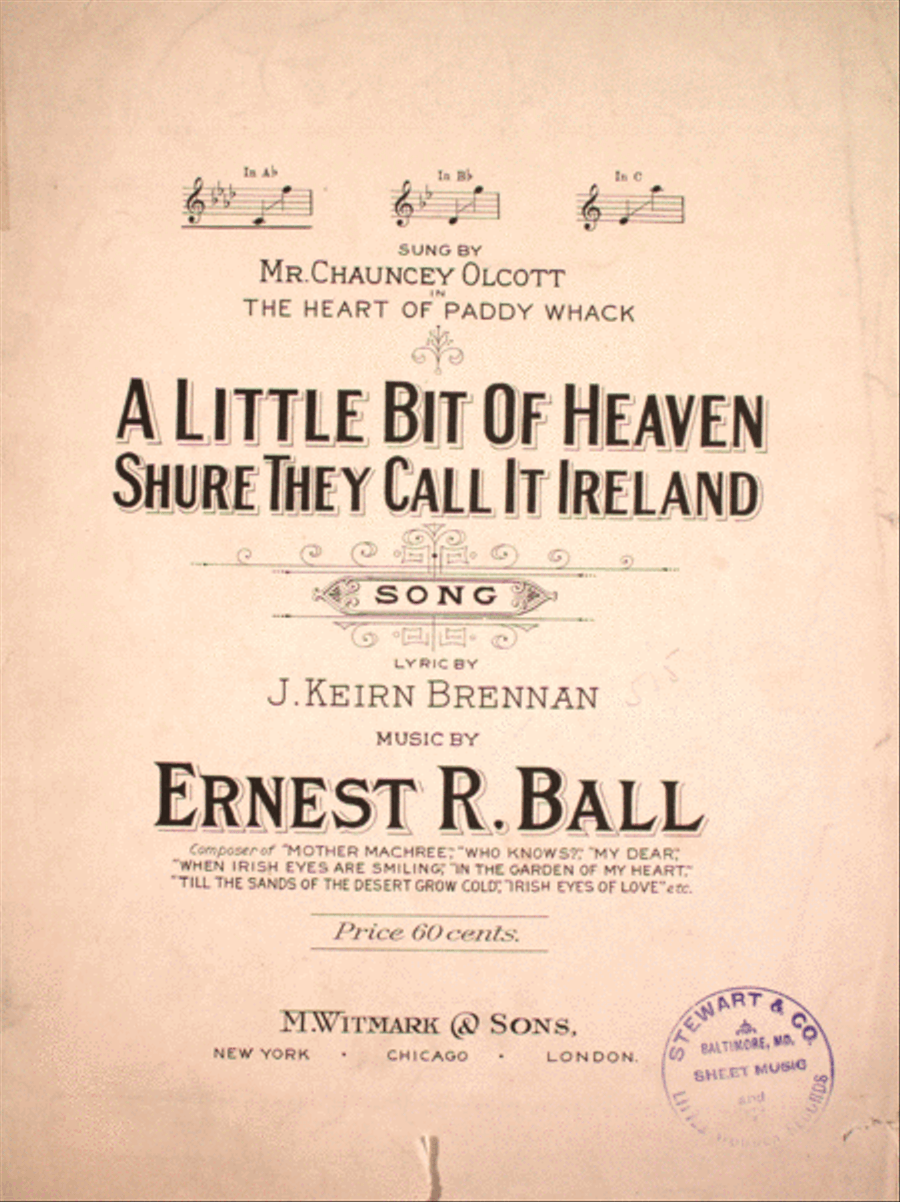 In A♭
In B♭
In C
SUNG BY
MR. CHAUNCEY OLCOTT
IN
THE HEART OF PADDY WHACK
A LITTLE BIT OF HEAVEN
SHURE THEY CALL IT IRELAND
SONG
LYRIC BY
J. KEIRN BRENNAN
MUSIC BY
ERNEST R. BALL
Composer of "MOTHER MACHREE", "WHO KNOWS?", "MY DEAR",
"WHEN IRISH EYES ARE SMILING", "IN THE GARDEN OF MY HEART,"
"TILL THE SANDS OF THE DESERT GROW COLD", "IRISH EYES OF LOVE" etc.
Price 60 cents.
M. WITMARK & SONS,
NEW YORK · CHICAGO · LONDON.
STEWART & CO.
BALTIMORE, MD.
SHEET MUSIC
and
RECORDS